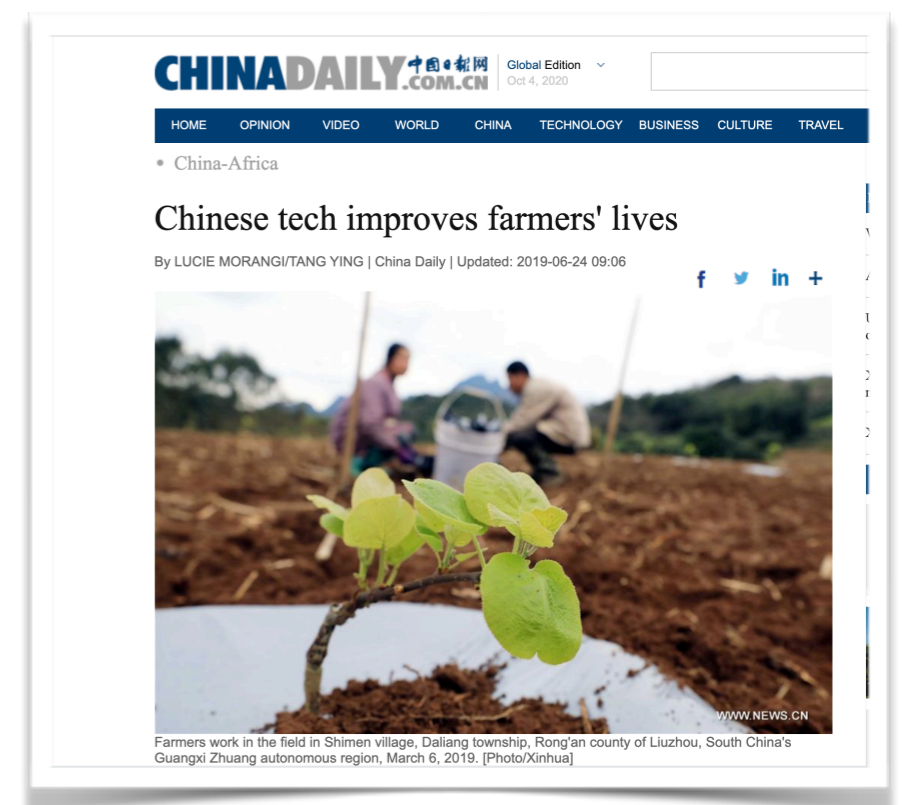 CHINADAILY.COM.CN 中国日报网
Global Edition
Oct 4, 2020
HOME OPINION VIDEO WORLD CHINA TECHNOLOGY BUSINESS CULTURE TRAVEL
• China-Africa
Chinese tech improves farmers' lives
By LUCIE MORANGI/TANG YING | China Daily | Updated: 2019-06-24 09:06
WWW.NEWS.CN
Farmers work in the field in Shimen village, Daliang township, Rong'an county of Liuzhou, South China's
Guangxi Zhuang autonomous region, March 6, 2019. [Photo/Xinhua]